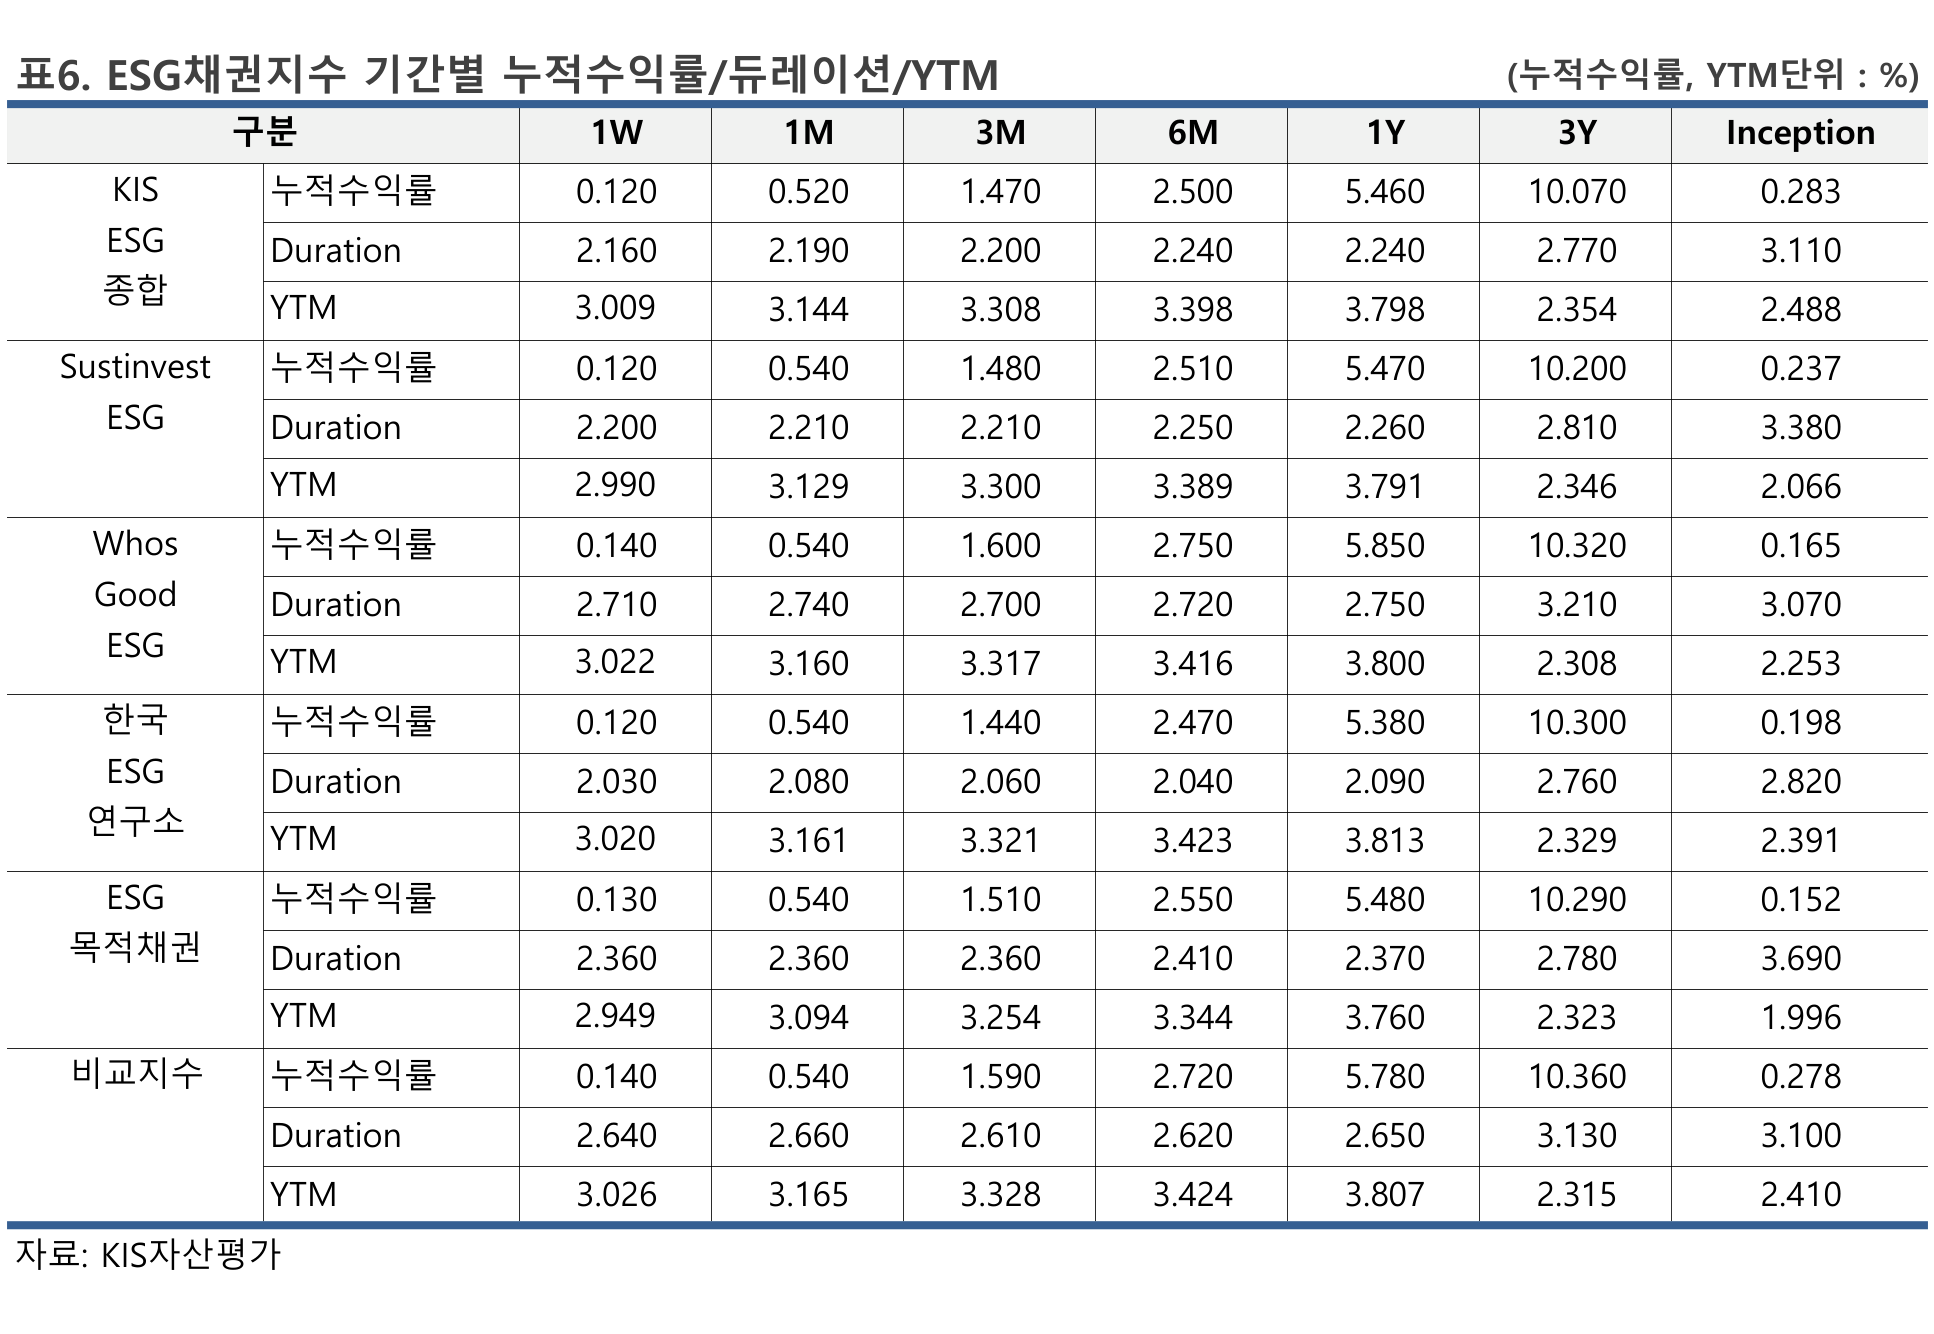 표6. ESG채권지수 기간별 누적수익률/듀레이션/YTM (누적수익률, YTM단위 : %)
구분 1W 1M 3M 6M 1Y 3Y Inception
KIS ESG 종합 누적수익률 0.120 0.520 1.470 2.500 5.460 10.070 0.283
Duration 2.160 2.190 2.200 2.240 2.240 2.770 3.110
YTM 3.009 3.144 3.308 3.398 3.798 2.354 2.488
Sustinvest ESG 누적수익률 0.120 0.540 1.480 2.510 5.470 10.200 0.237
Duration 2.200 2.210 2.210 2.250 2.260 2.810 3.380
YTM 2.990 3.129 3.300 3.389 3.791 2.346 2.066
Whos Good ESG 누적수익률 0.140 0.540 1.600 2.750 5.850 10.320 0.165
Duration 2.710 2.740 2.700 2.720 2.750 3.210 3.070
YTM 3.022 3.160 3.317 3.416 3.800 2.308 2.253
한국 ESG 연구소 누적수익률 0.120 0.540 1.440 2.470 5.380 10.300 0.198
Duration 2.030 2.080 2.060 2.040 2.090 2.760 2.820
YTM 3.020 3.161 3.321 3.423 3.813 2.329 2.391
ESG 목적채권 누적수익률 0.130 0.540 1.510 2.550 5.480 10.290 0.152
Duration 2.360 2.360 2.360 2.410 2.370 2.780 3.690
YTM 2.949 3.094 3.254 3.344 3.760 2.323 1.996
비교지수 누적수익률 0.140 0.540 1.590 2.720 5.780 10.360 0.278
Duration 2.640 2.660 2.610 2.620 2.650 3.130 3.100
YTM 3.026 3.165 3.328 3.424 3.807 2.315 2.410
자료: KIS자산평가